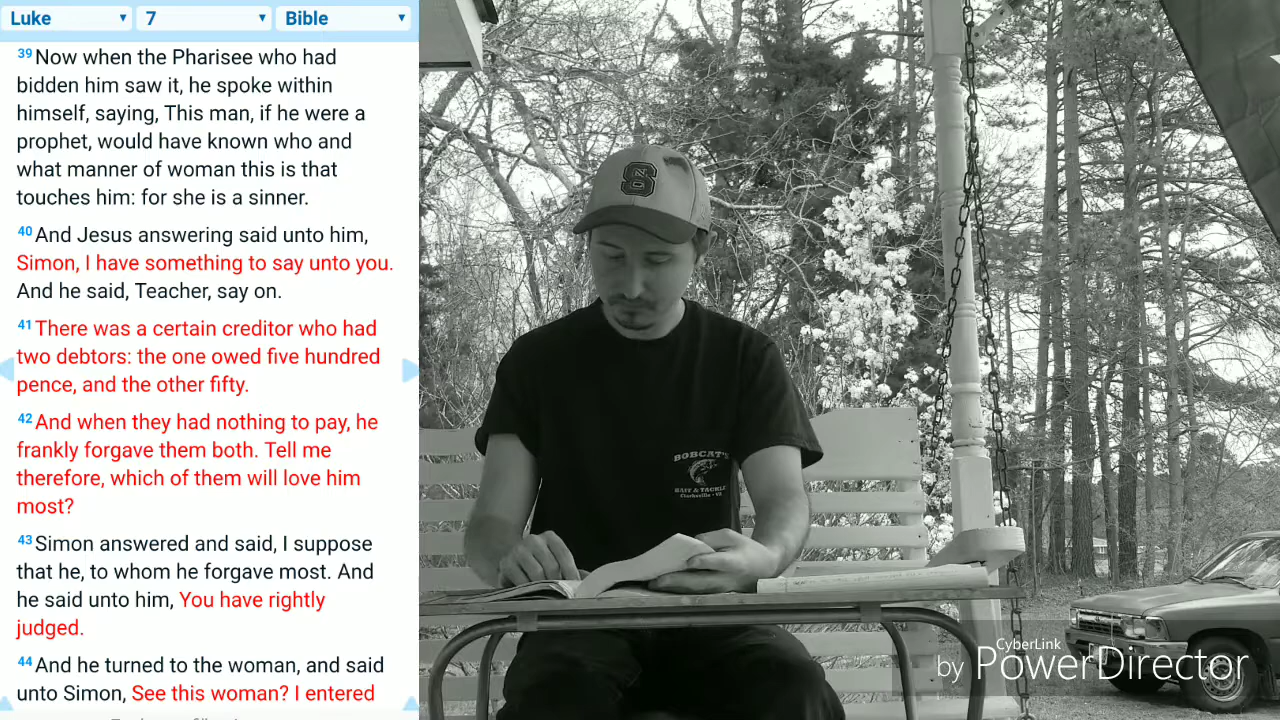 Luke 7 Bible
39 Now when the Pharisee who had
bidden him saw it, he spoke within
himself, saying, This man, if he were a
prophet, would have known who and
what manner of woman this is that
touches him: for she is a sinner.
40 And Jesus answering said unto him,
Simon, I have something to say unto you.
And he said, Teacher, say on.
41 There was a certain creditor who had
two debtors: the one owed five hundred
pence, and the other fifty.
42 And when they had nothing to pay, he
frankly forgave them both. Tell me
therefore, which of them will love him
most?
43 Simon answered and said, I suppose
that he, to whom he forgave most. And
he said unto him, You have rightly
judged.
44 And he turned to the woman, and said
unto Simon, See this woman? I entered
S
BOBCAT'S
BAIT & TACKLE
Clarksville
CyberLink
by PowerDirector